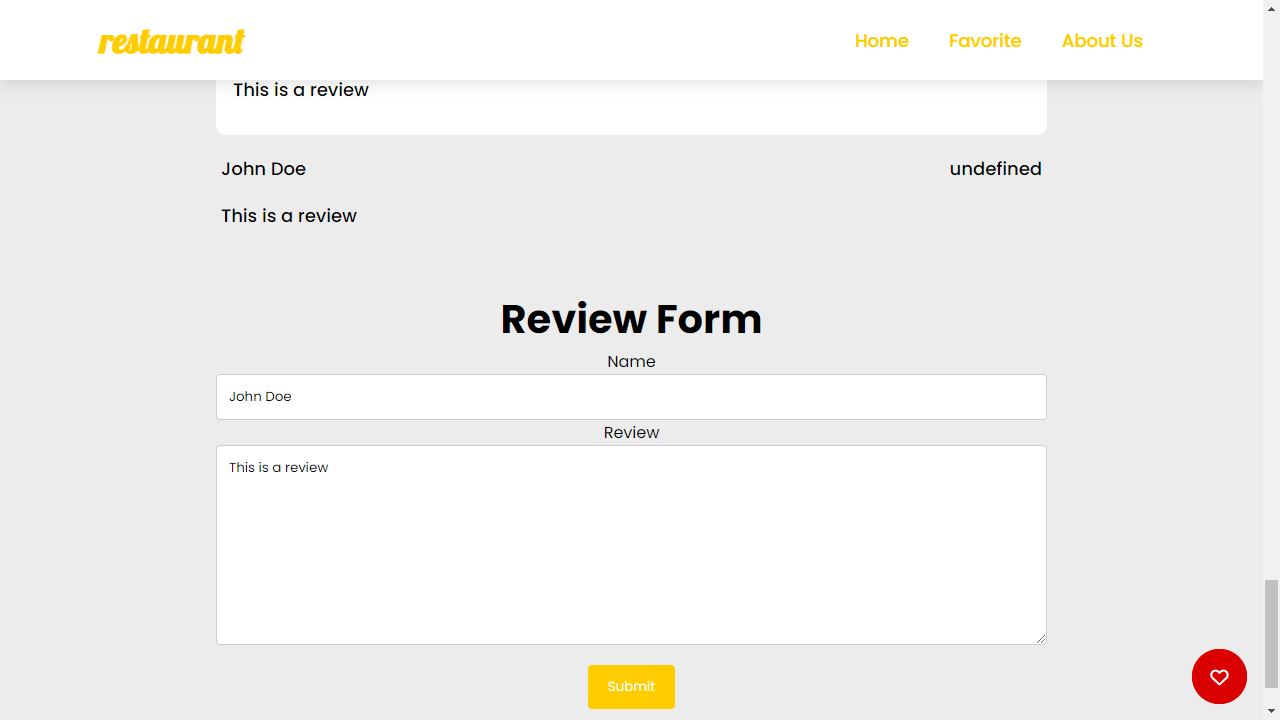 restaurant
Home Favorite About Us
This is a review
John Doe undefined
This is a review
Review Form
Name
John Doe
Review
This is a review
Submit